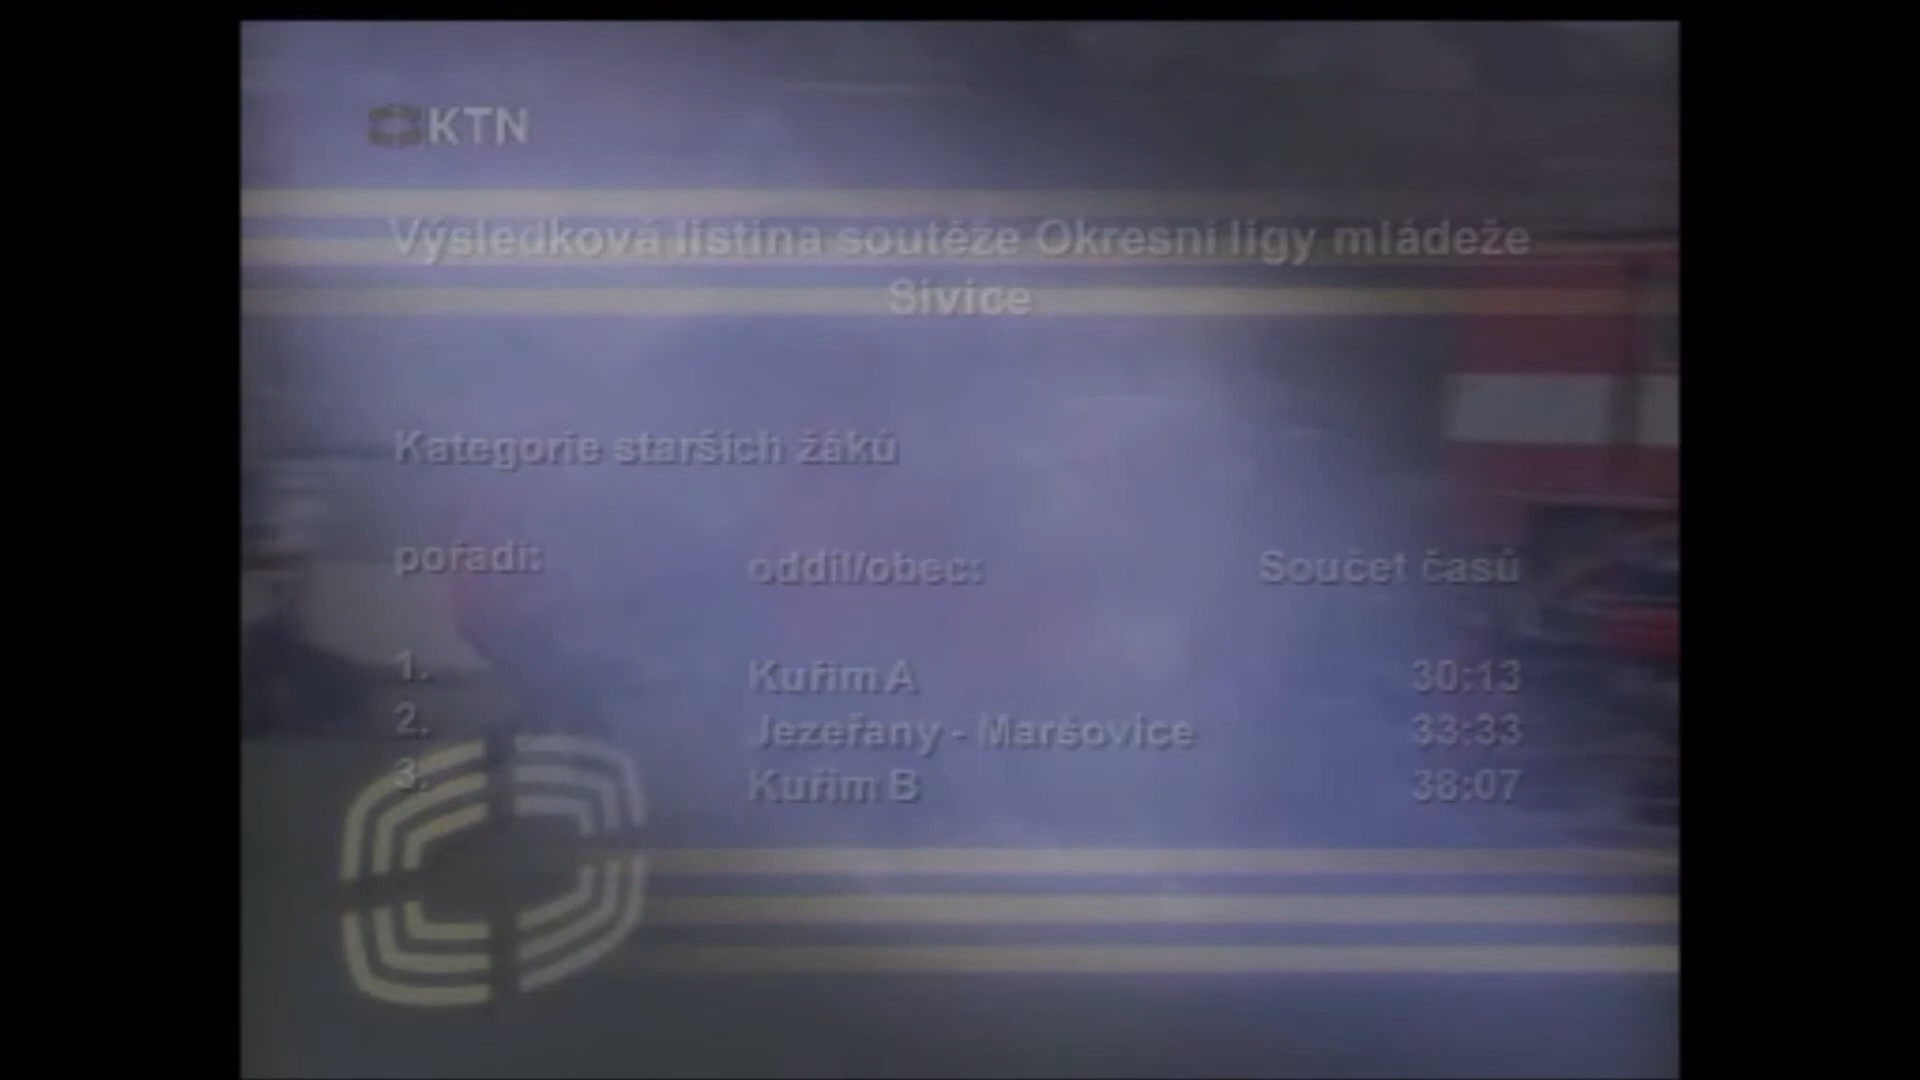 KTN
Výsledková listina soutěže Okresní ligy mládeže
Sivice
Kategorie starších žáků
pořadí: oddíl/obec: Součet časů
1. Kuřim A 30:13
2. Jezeřany - Maršovice 33:33
3. Kuřim B 38:07